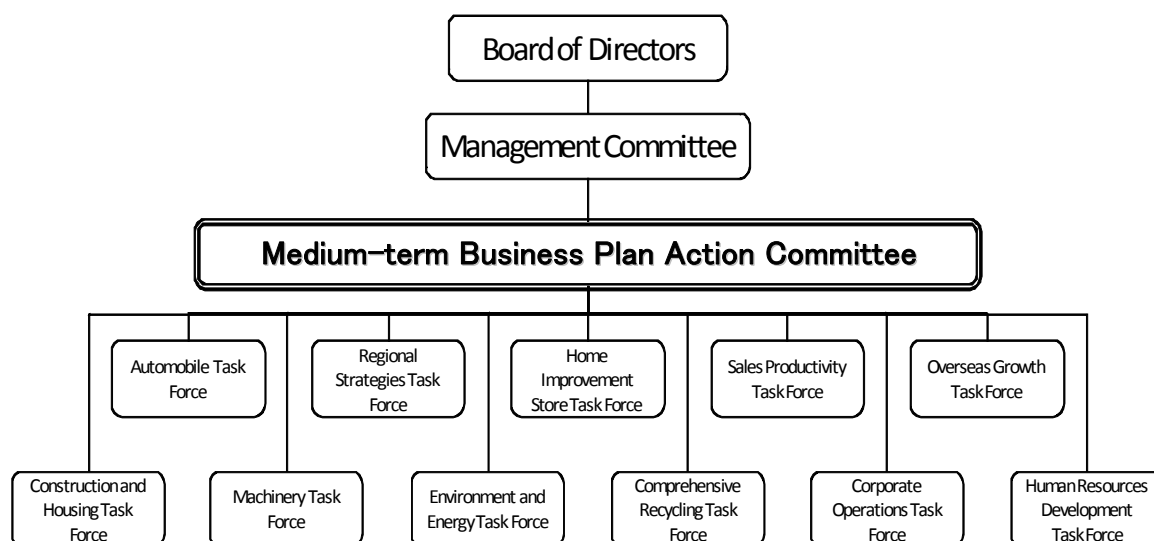 Board of Directors
Management Committee
Medium-term Business Plan Action Committee
Automobile Task
Force
Regional
Strategies Task
Force
Home
Improvement
Store Task Force
Sales Productivity
Task Force
Overseas Growth
Task Force
Construction and
Housing Task
Force
Machinery Task
Force
Environment and
Energy Task Force
Comprehensive
Recycling Task
Force
Corporate
Operations Task
Force
Human Resources
Development
Task Force